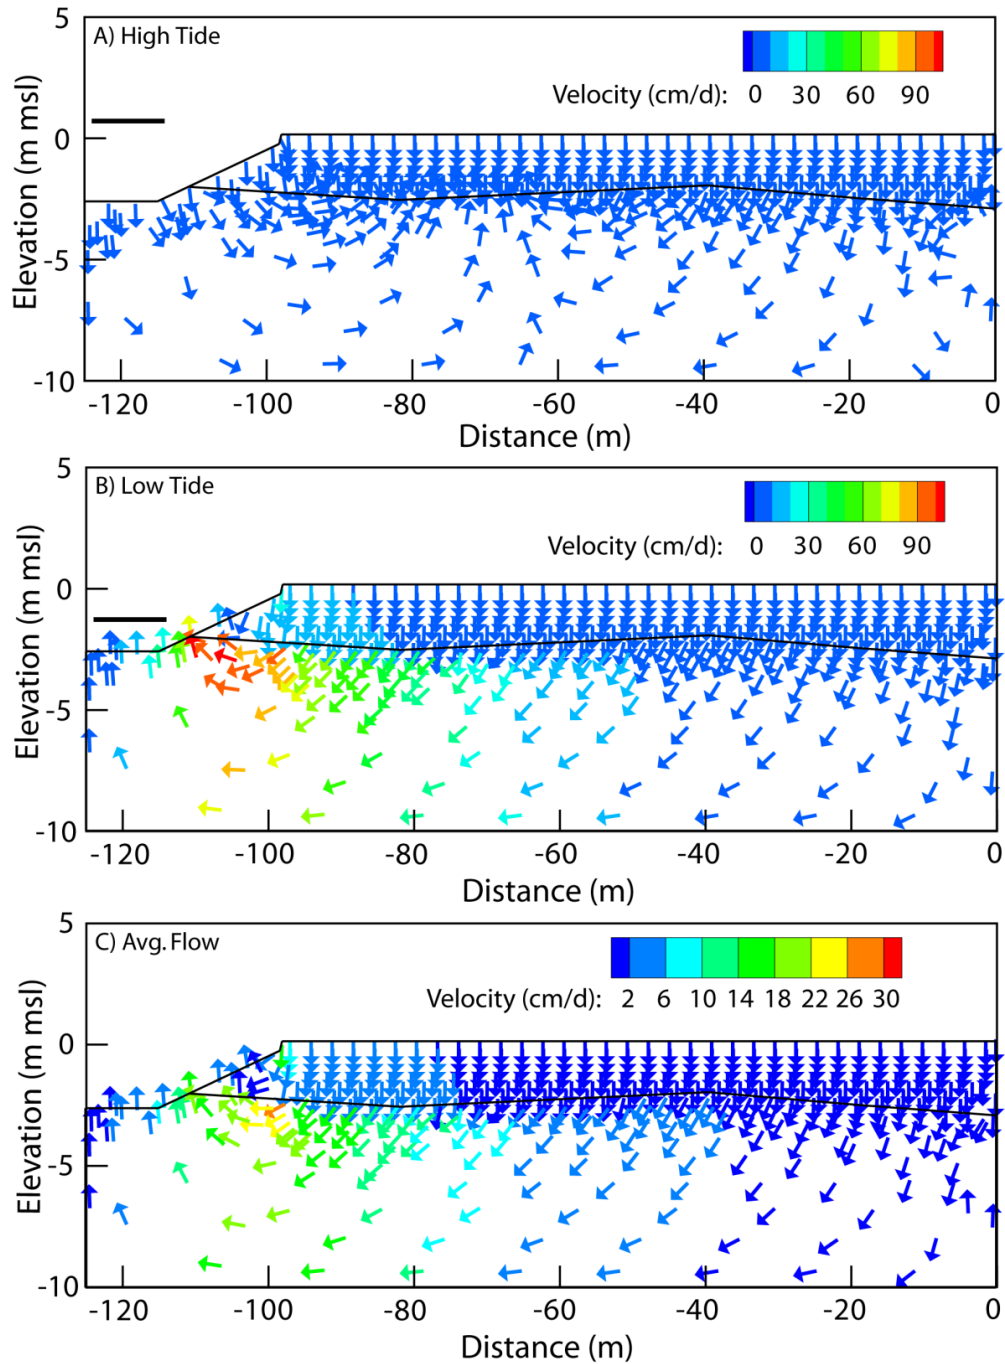 A) High Tide
Velocity (cm/d): 0 30 60 90
Elevation (m msl)
5
0
-5
-10
-120 -100 -80 -60 -40 -20 0
Distance (m)
B) Low Tide
Velocity (cm/d): 0 30 60 90
Elevation (m msl)
5
0
-5
-10
-120 -100 -80 -60 -40 -20 0
Distance (m)
C) Avg. Flow
Velocity (cm/d): 2 6 10 14 18 22 26 30
Elevation (m msl)
5
0
-5
-10
-120 -100 -80 -60 -40 -20 0
Distance (m)